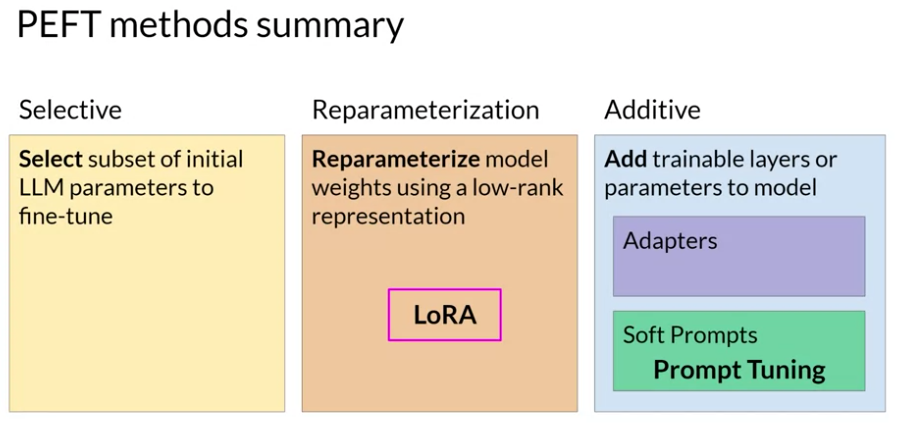 PEFT methods summary
Selective
Select subset of initial
LLM parameters to
fine-tune
Reparameterization
Reparameterize model
weights using a low-rank
representation
LoRA
Additive
Add trainable layers or
parameters to model
Adapters
Soft Prompts
Prompt Tuning